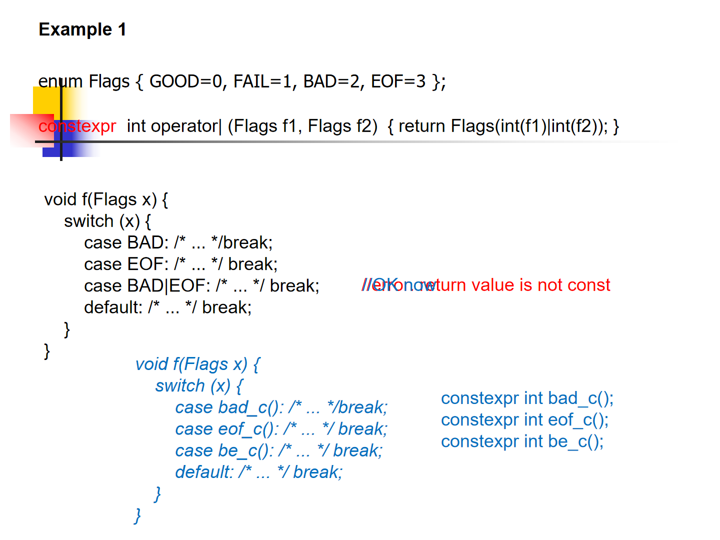 Example 1
enum Flags { GOOD=0, FAIL=1, BAD=2, EOF=3 };
constexpr int operator| (Flags f1, Flags f2) { return Flags(int(f1)|int(f2)); }
void f(Flags x) {
switch (x) {
case BAD: /* ... */break;
case EOF: /* ... */ break;
case BAD|EOF: /* ... */ break; //error: return value is not const
//OK now
default: /* ... */ break;
}
}
void f(Flags x) {
switch (x) {
case bad_c(): /* ... */break;
case eof_c(): /* ... */ break;
case be_c(): /* ... */ break;
default: /* ... */ break;
}
}
constexpr int bad_c();
constexpr int eof_c();
constexpr int be_c();